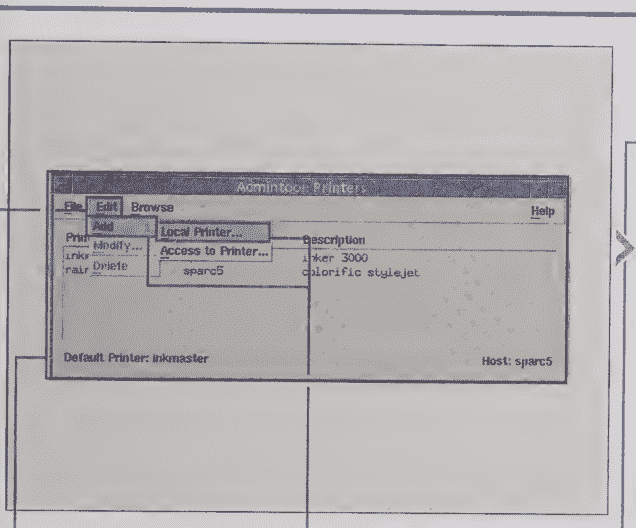 Admintool: Printers
File Edit Browse Help
Add
Local Printer...
Description
Modify...
Access to Printer...
inker 3000
Delete
sparc5
colorific stylejet
Default Printer: inkmaster
Host: sparc5